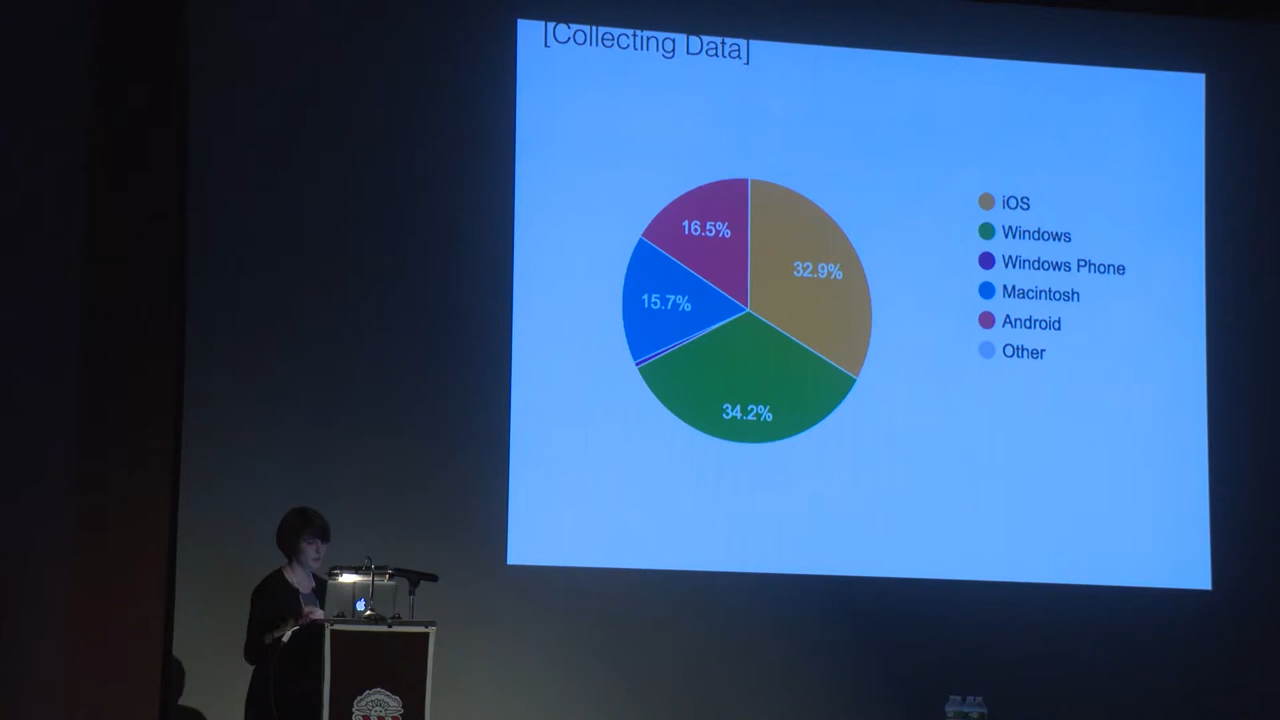 [Collecting Data]
16.5%
32.9%
15.7%
34.2%
iOS
Windows
Windows Phone
Macintosh
Android
Other